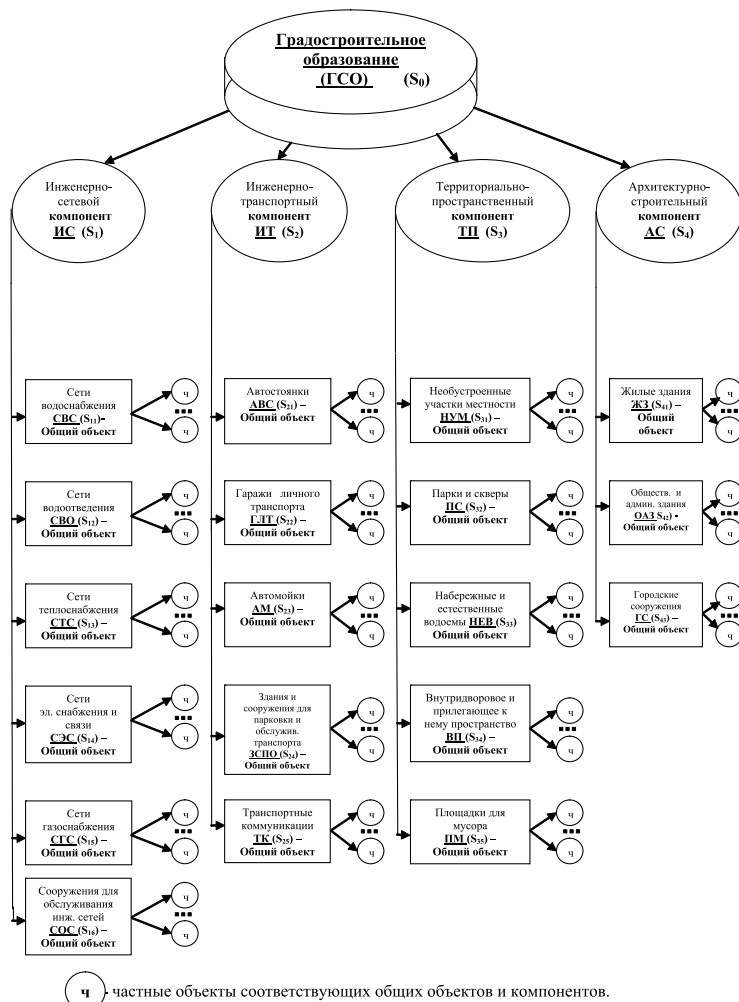 Градостроительное
образование
(ГСО) (S0)
Инженерно-
сетевой
компонент
ИС (S1)
Инженерно-
транспортный
компонент
ИТ (S2)
Территориально-
пространственный
компонент
ТП (S3)
Архитектурно-
строительный
компонент
АС (S4)
Сети
водоснабжения
СВС (S11)-
Общий объект
ч
▪▪▪
ч
Автостоянки
АВС (S21) –
Общий объект
ч
▪▪▪
ч
Необустроенные
участки местности
НУМ (S31) –
Общий объект
ч
▪▪▪
ч
Жилые здания
ЖЗ (S41) –
Общий
объект
ч
▪▪▪
ч
Сети
водоотведения
СВО (S12) –
Общий объект
ч
▪▪▪
ч
Гаражи личного
транспорта
ГЛТ (S22) –
Общий объект
ч
▪▪▪
ч
Парки и скверы
ПС (S32) –
Общий объект
ч
▪▪▪
ч
Обществ. и
админ. здания
ОАЗ S42) -
Общий объект
ч
▪▪▪
ч
Сети
теплоснабжения
СТС (S13) –
Общий объект
ч
▪▪▪
ч
Автомойки
АМ (S23) –
Общий объект
ч
▪▪▪
ч
Набережные и
естественные
водоемы НЕВ (S33)
Общий объект
ч
▪▪▪
ч
Городские
сооружения
ГС (S43) –
Общий объект
ч
▪▪▪
ч
Сети
эл. снабжения и
связи
СЭС (S14) –
Общий объект
ч
▪▪▪
ч
Здания и
сооружения для
парковки и
обслужив.
транспорта
ЗСПО (S24) –
Общий объект
ч
▪▪▪
ч
Внутридворовое и
прилегающее к
нему пространство
ВП (S34) –
Общий объект
ч
▪▪▪
ч
Сети
газоснабжения
СГС (S15) –
Общий объект
ч
▪▪▪
ч
Транспортные
коммуникации
ТК (S25) –
Общий объект
ч
▪▪▪
ч
Площадки для
мусора
ПМ (S35) –
Общий объект
ч
▪▪▪
ч
Сооружения для
обслуживания
инж. сетей
СОС (S16) –
Общий объект
ч
▪▪▪
ч
ч - частные объекты соответствующих общих объектов и компонентов.